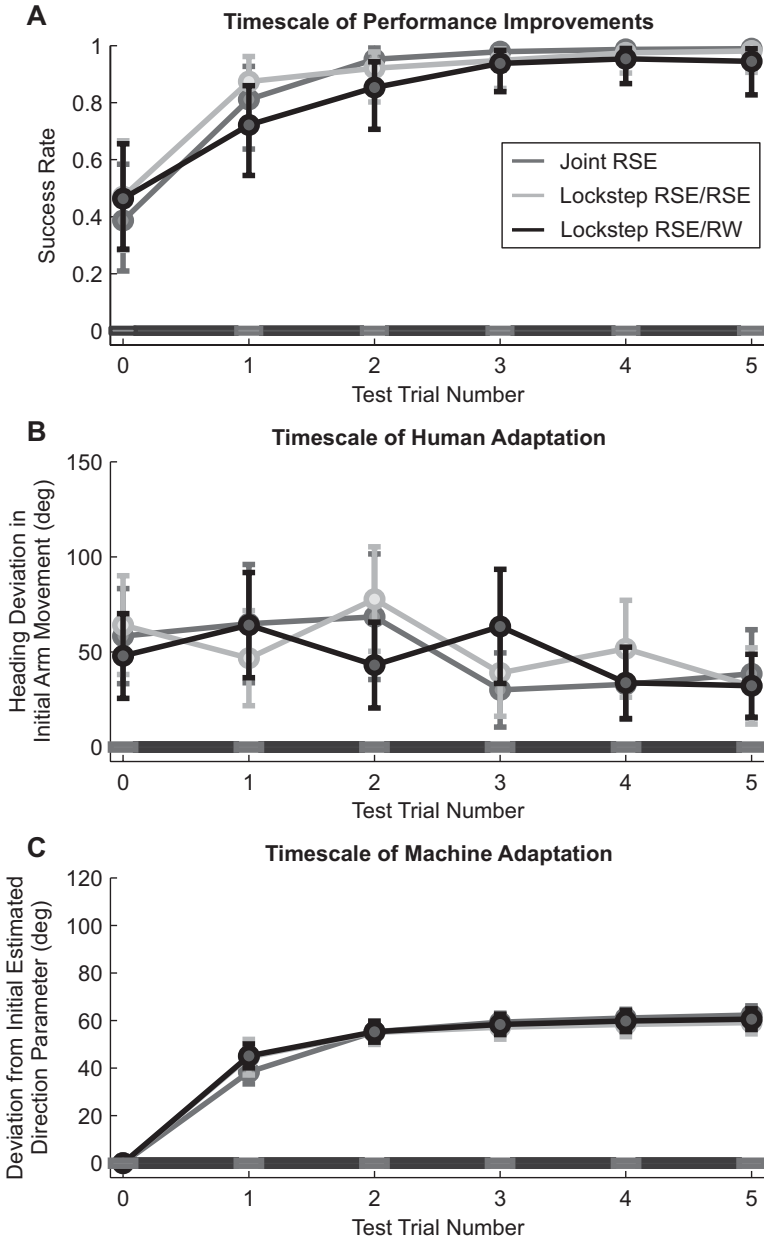 A
Timescale of Performance Improvements
1
0.8
0.6
0.4
0.2
0
Success Rate
Joint RSE
Lockstep RSE/RSE
Lockstep RSE/RW
0 1 2 3 4 5
Test Trial Number
B
Timescale of Human Adaptation
150
100
50
0
Heading Deviation in
Initial Arm Movement (deg)
0 1 2 3 4 5
Test Trial Number
C
Timescale of Machine Adaptation
120
100
80
60
40
20
0
Deviation from Initial Estimated
Direction Parameter (deg)
0 1 2 3 4 5
Test Trial Number